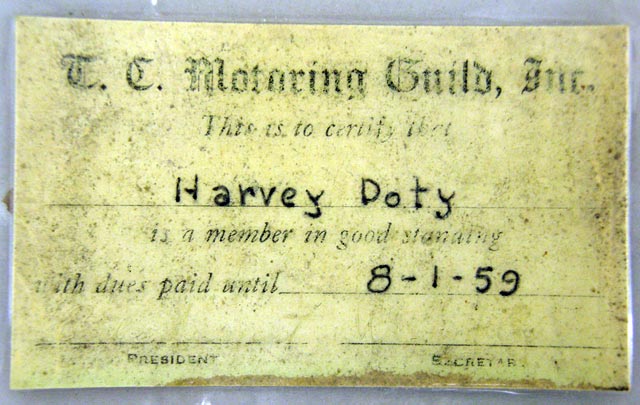 T. C. Motoring Guild, Inc.
This is to certify that
Harvey Doty
is a member in good standing
with dues paid until 8-1-59
PRESIDENT SECRETARY